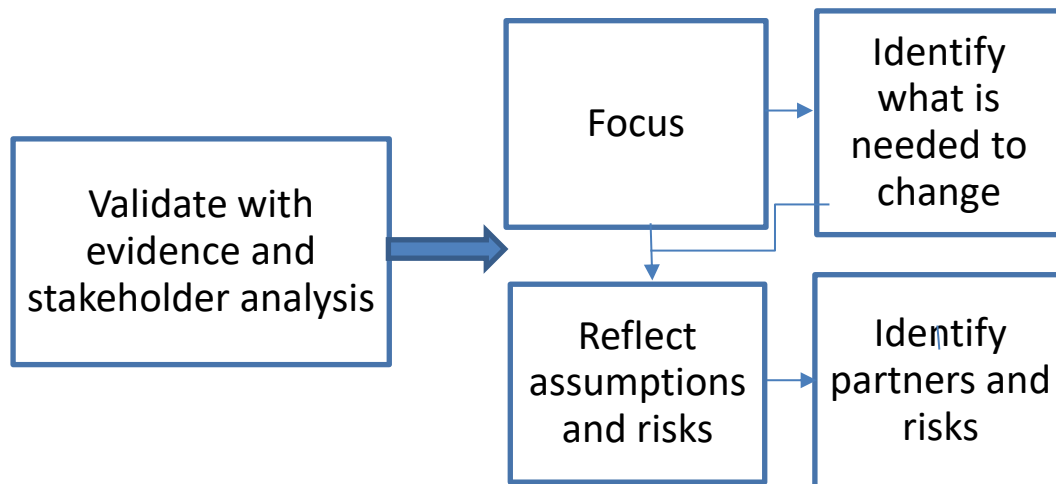 Validate with
evidence and
stakeholder analysis
Focus
Identify
what is
needed to
change
Reflect
assumptions
and risks
Identify
partners and
risks